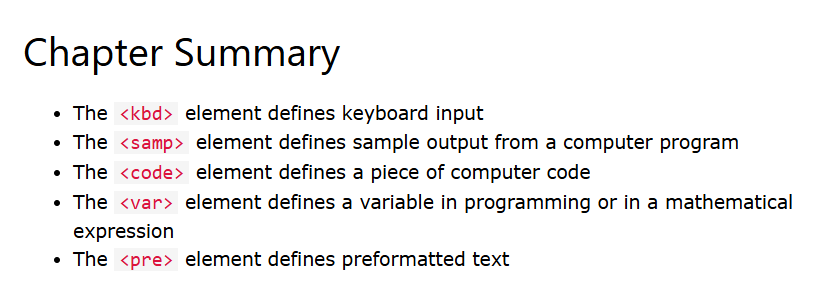 Chapter Summary
• The <kbd> element defines keyboard input
• The <samp> element defines sample output from a computer program
• The <code> element defines a piece of computer code
• The <var> element defines a variable in programming or in a mathematical
expression
• The <pre> element defines preformatted text